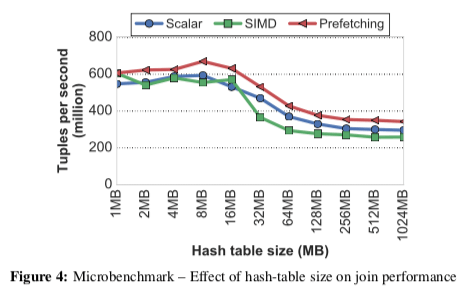 Scalar SIMD Prefetching
Tuples per second
(million)
800
600
400
200
0
1MB
2MB
4MB
8MB
16MB
32MB
64MB
128MB
256MB
512MB
1024MB
Hash table size (MB)
Figure 4: Microbenchmark – Effect of hash-table size on join performance